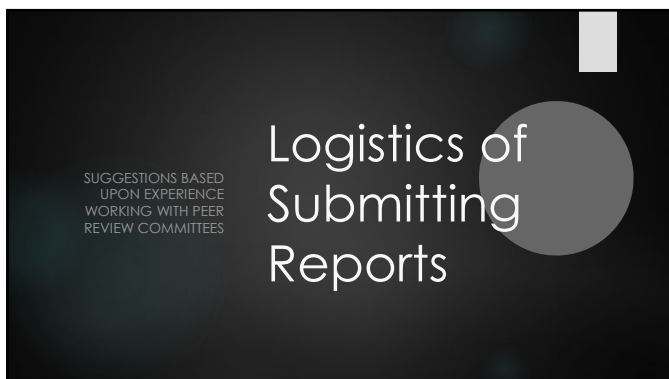 SUGGESTIONS BASED
UPON EXPERIENCE
WORKING WITH PEER
REVIEW COMMITTEES
Logistics of
Submitting
Reports